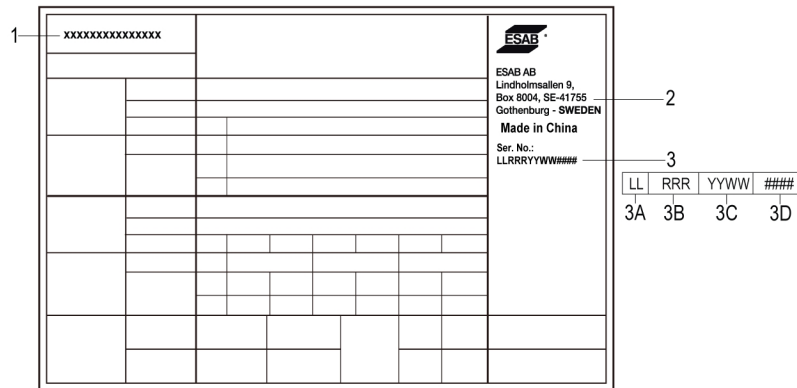 1
xxxxxxxxxxxxxxx
ESAB
ESAB AB
Lindholmsallen 9,
Box 8004, SE-41755
Gothenburg - SWEDEN
2
Made in China
Ser. No.:
LLRRRYYWW####
3
LL RRR YYWW ####
3A 3B 3C 3D